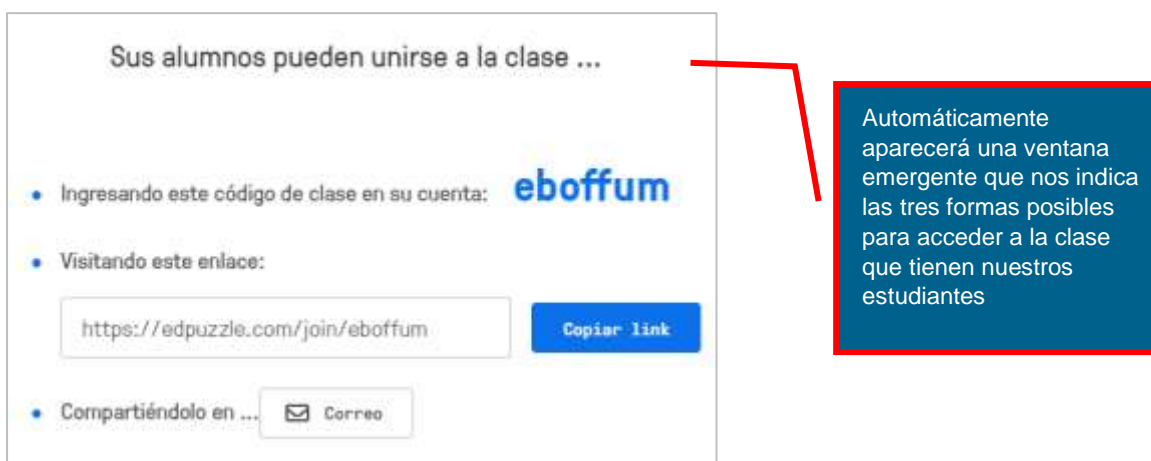 Sus alumnos pueden unirse a la clase ...
Ingresando este código de clase en su cuenta: eboffum
Visitando este enlace:
https://edpuzzle.com/join/eboffum Copiar link
Compartiéndolo en ... Correo
Automáticamente
aparecerá una ventana
emergente que nos indica
las tres formas posibles
para acceder a la clase
que tienen nuestros
estudiantes